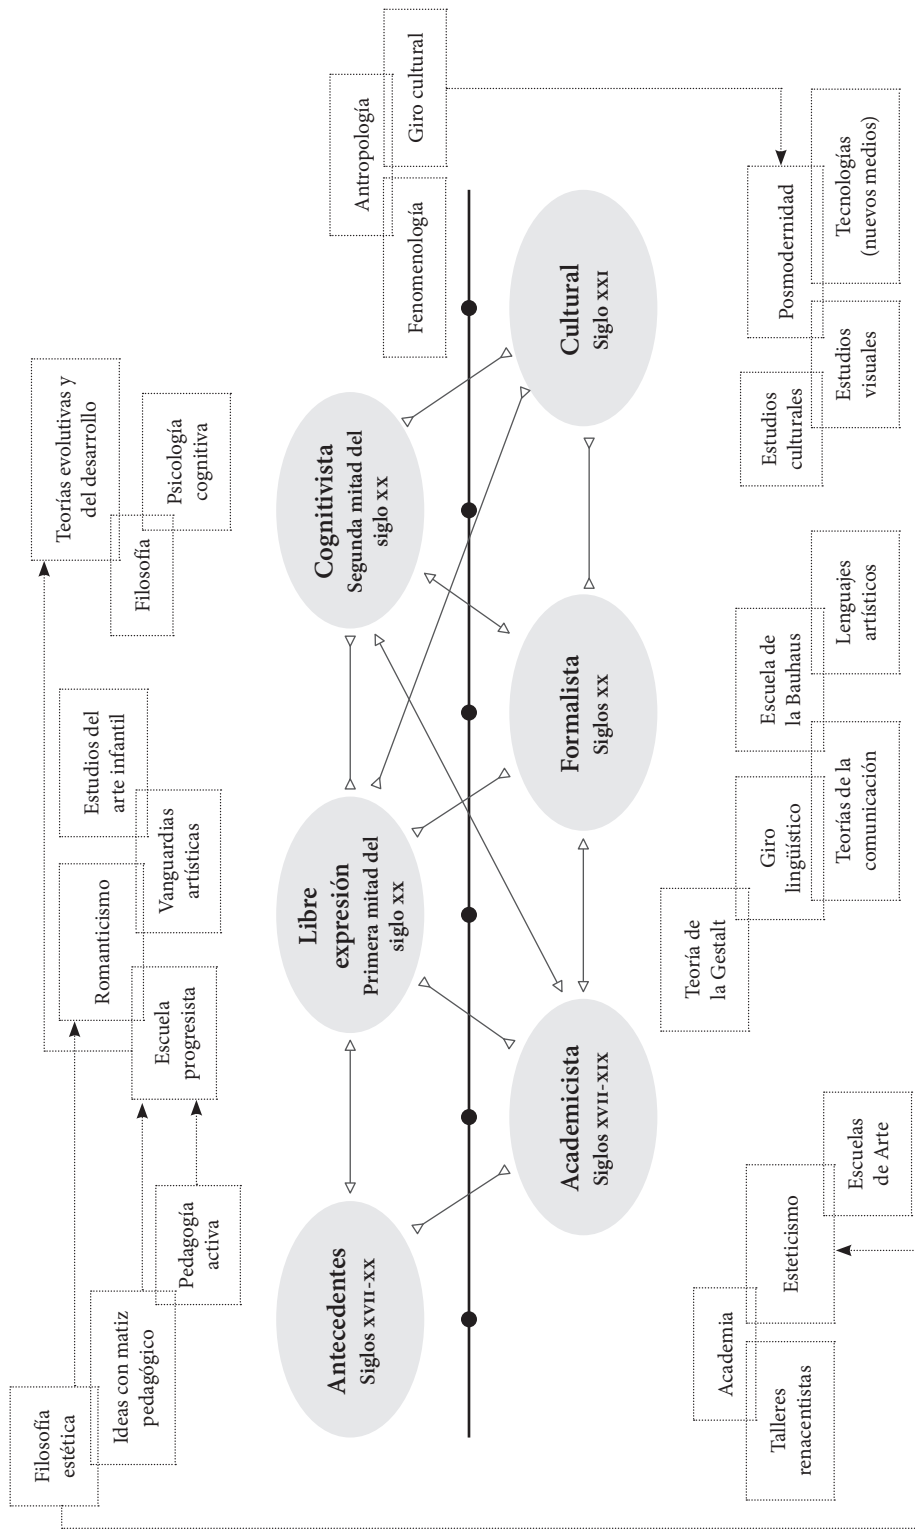 Filosofía
estética
Ideas con matiz
pedagógico
Pedagogía
activa
Escuela
progresista
Romanticismo
Vanguardias
artísticas
Estudios del
arte infantil
Filosofía
Teorías evolutivas y
del desarrollo
Psicología
cognitiva
Antecedentes
Siglos XVII-XX
Libre
expresión
Primera mitad del
siglo XX
Cognitivista
Segunda mitad del
siglo XX
Fenomenología
Antropología
Giro cultural
Academicista
Siglos XVII-XIX
Formalista
Siglos XX
Cultural
Siglo XXI
Talleres
renacentistas
Academia
Esteticismo
Escuelas
de Arte
Teoría de
la Gestalt
Giro
lingüístico
Teorías de la
comunicación
Escuela de
la Bauhaus
Lenguajes
artísticos
Estudios
culturales
Estudios
visuales
Posmodernidad
Tecnologías
(nuevos medios)